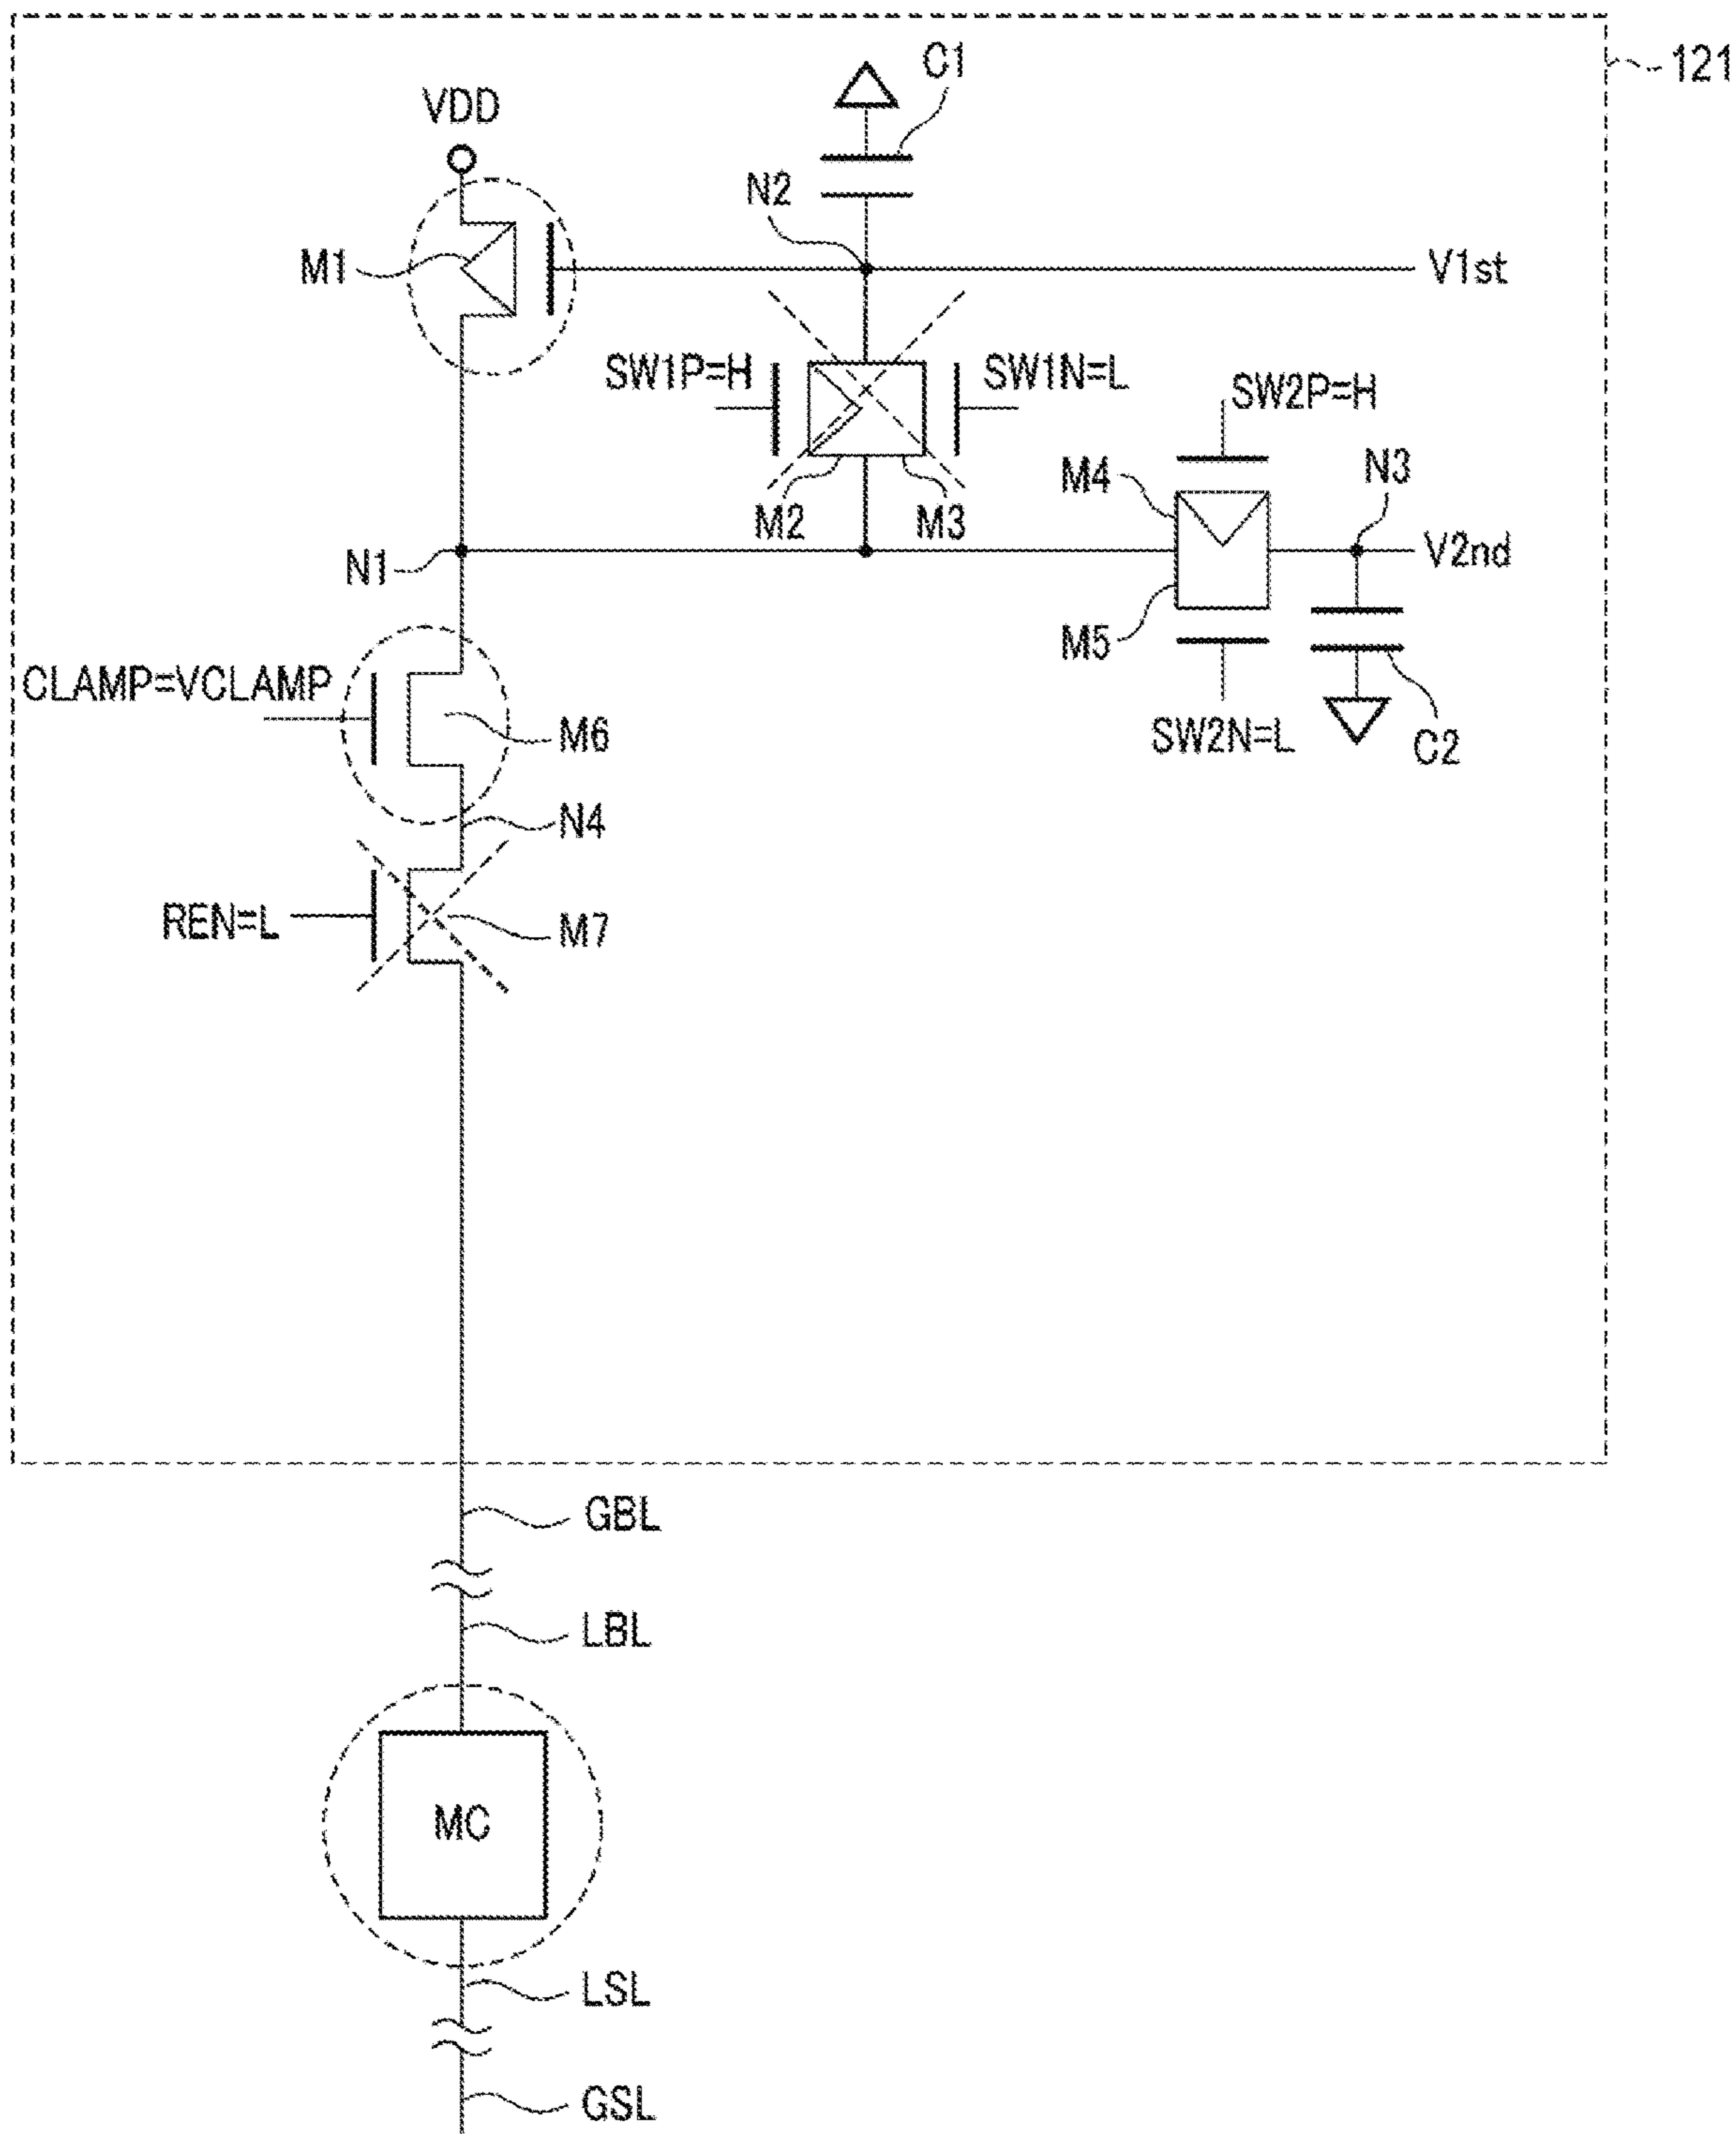 121
C1
VDD
N2
M1
V1st
SW1P=H
SW1N=L
SW2P=H
M4
N3
M2
M3
N1
V2nd
M5
CLAMP=VCLAMP
M6
SW2N=L
C2
N4
REN=L
M7
GBL
LBL
MC
LSL
GSL